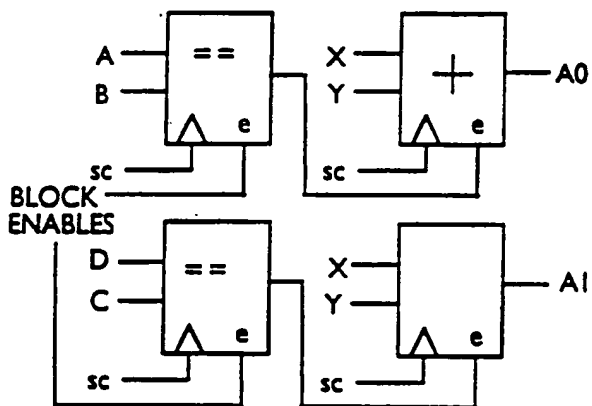 A
B
==
e
sc
X
Y
+
e
sc
A0
BLOCK
ENABLES
D
C
==
e
sc
X
Y
e
sc
A1